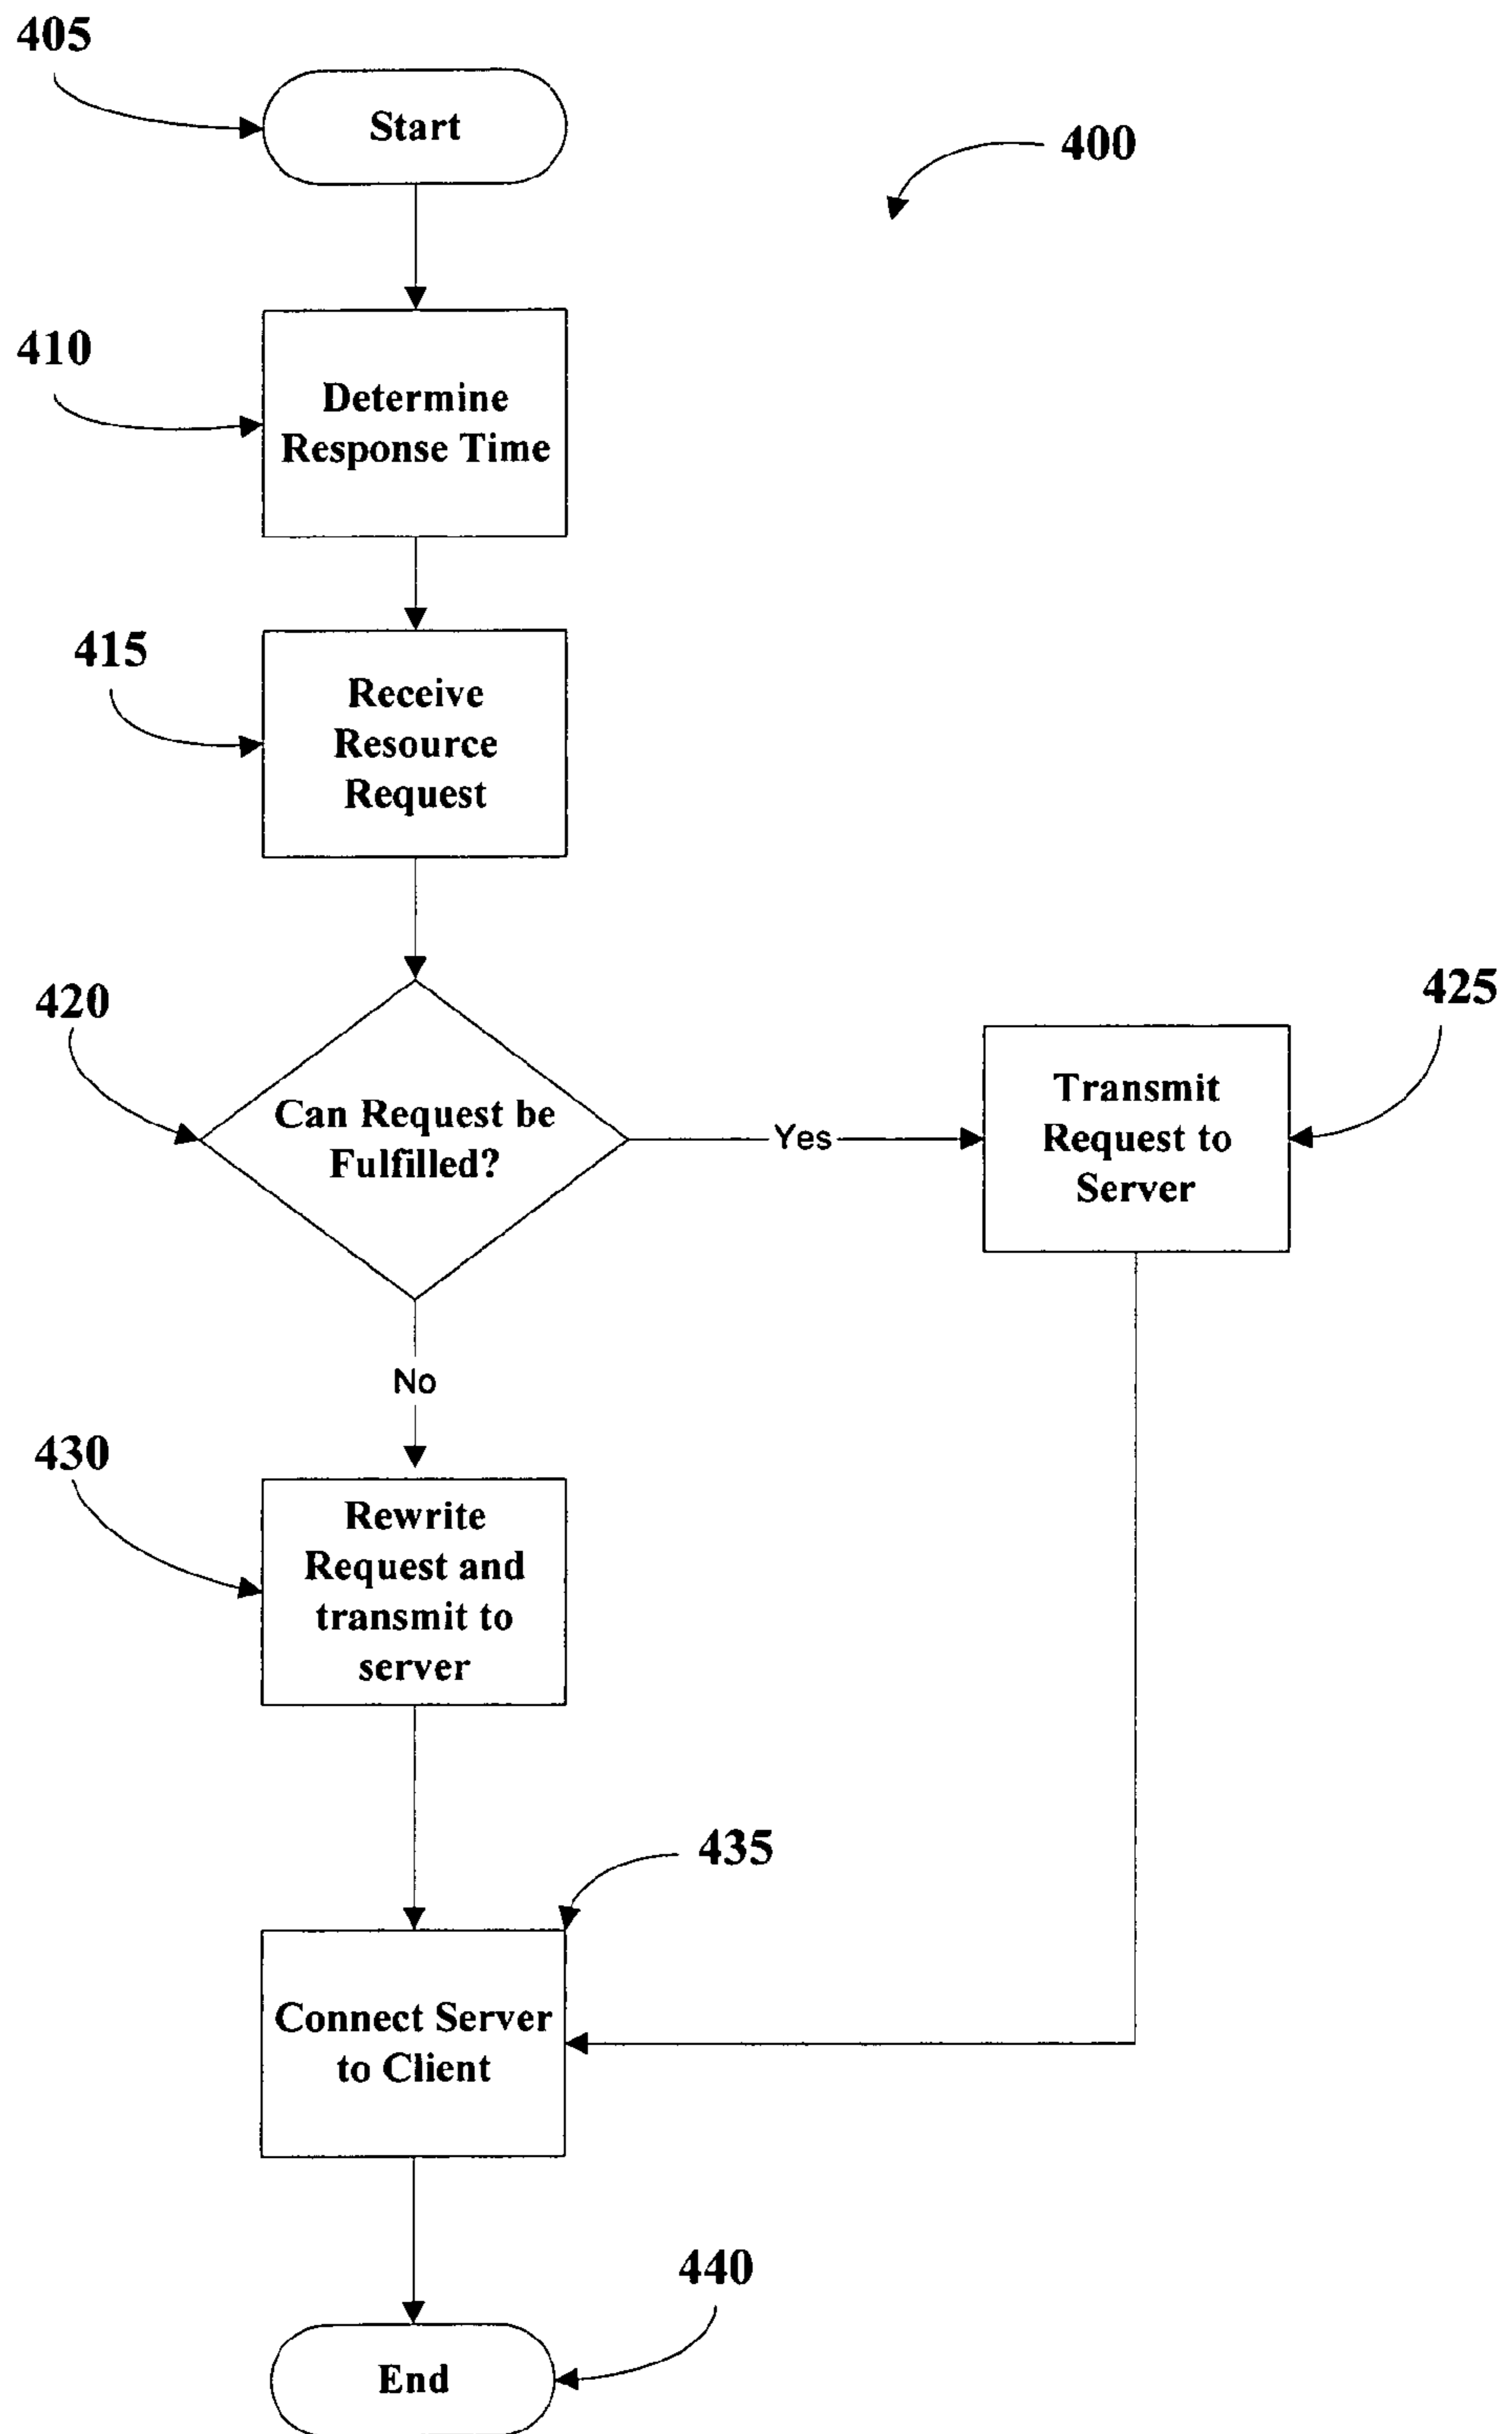 405
Start
400
410
Determine
Response Time
415
Receive
Resource
Request
420
Can Request be
Fulfilled?
Yes
425
Transmit
Request to
Server
No
430
Rewrite
Request and
transmit to
server
435
Connect Server
to Client
440
End